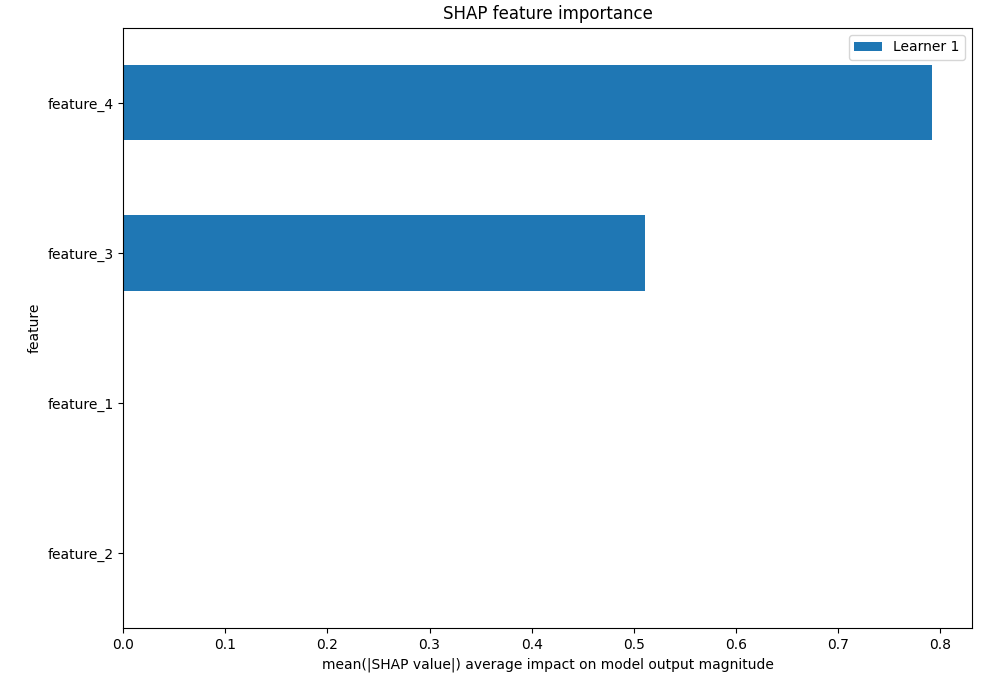 SHAP feature importance
Learner 1
feature_4
feature_3
feature_1
feature_2
feature
0.0 0.1 0.2 0.3 0.4 0.5 0.6 0.7 0.8
mean(|SHAP value|) average impact on model output magnitude